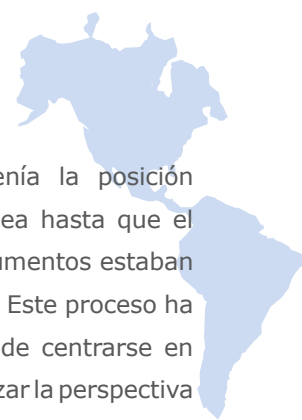 enía la posición
ea hasta que el
umentos estaban
Este proceso ha
de centrarse en
zar la perspectiva